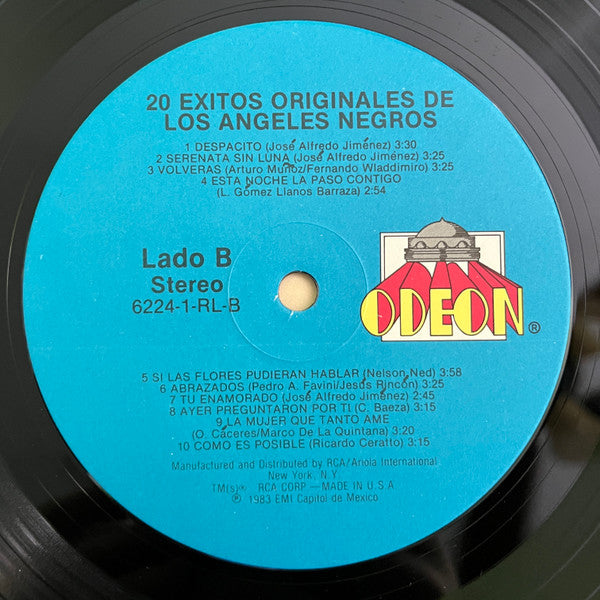 20 EXITOS ORIGINALES DE
LOS ANGELES NEGROS
1 DESPACITO (José Alfredo Jiménez) 3:30
2 SERENATA SIN LUNA (José Alfredo Jiménez) 3:25
3 VOLVERAS (Arturo Muñoz/Fernando Wladdimiro) 3:25
4 ESTA NOCHE LA PASO CONTIGO
(L. Gómez Llanos Barraza) 2:54
Lado B
Stereo
6224-1-RL-B
ODEON®
5 SI LAS FLORES PUDIERAN HABLAR (Nelson Ned) 3:58
6 ABRAZADOS (Pedro A. Favini/Jesús Rincón) 3:25
7 TU ENAMORADO (José Alfredo Jiménez) 2:45
8 AYER PREGUNTARON POR TI (C. Baeza) 3:15
9 LA MUJER QUE TANTO AME
(O. Cáceres/Marco De La Quintana) 3:20
10 COMO ES POSIBLE (Ricardo Ceratto) 3:15
Manufactured and Distributed by RCA/Ariola International
New York, N.Y.
TM(s)® RCA CORP.—MADE IN U.S.A
℗ 1983 EMI Capitol de Mexico